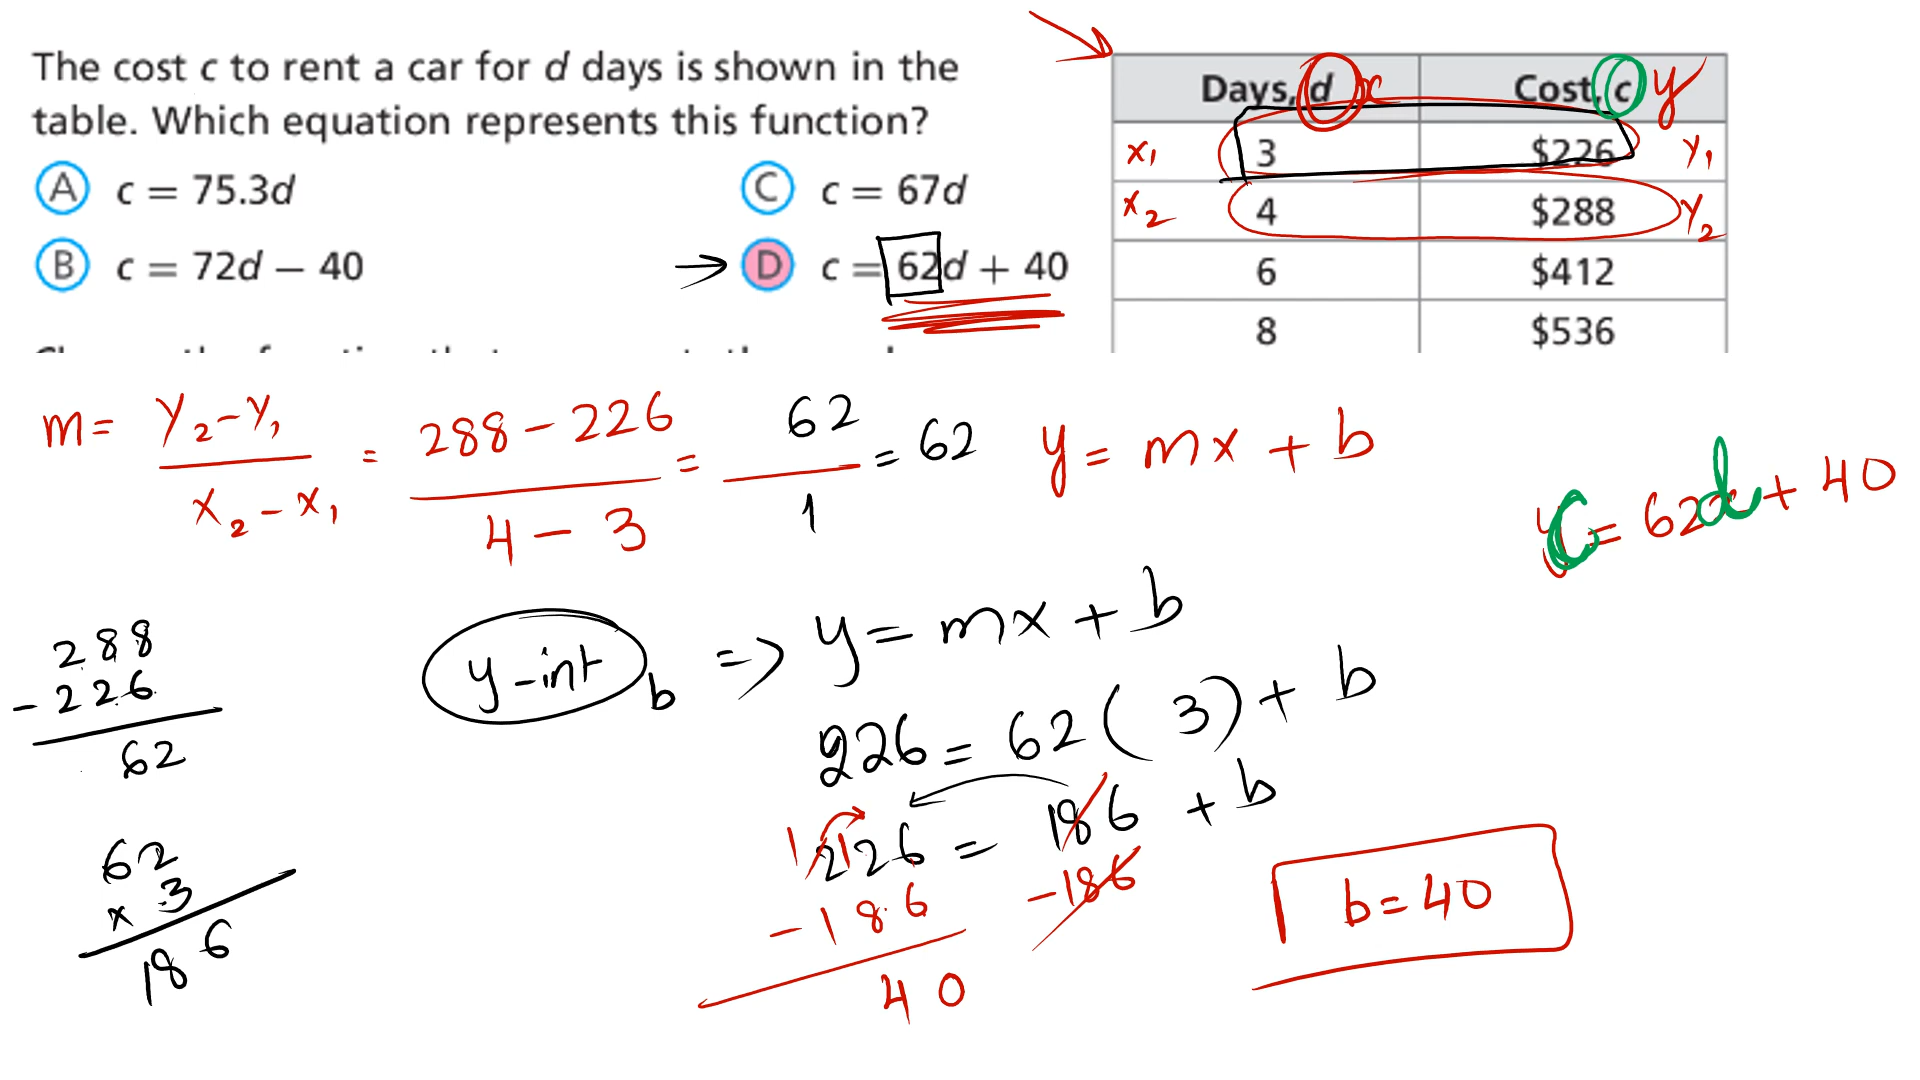 The cost c to rent a car for d days is shown in the
table. Which equation represents this function?
A c = 75.3d
C c = 67d
B c = 72d – 40
D c = 62d + 40
Days, d x
Cost, c y
x₁ 3 $226 y₁
x₂ 4 $288 y₂
6 $412
8 $536
m = y₂ - y₁ / x₂ - x₁ = 288 - 226 / 4 - 3 = 62 / 1 = 62
y = mx + b
c = 62d + 40
288
- 226
62
y-int b => y = mx + b
226 = 62(3) + b
226 = 186 + b
- 186 - 186
40
b = 40
62
x 3
186